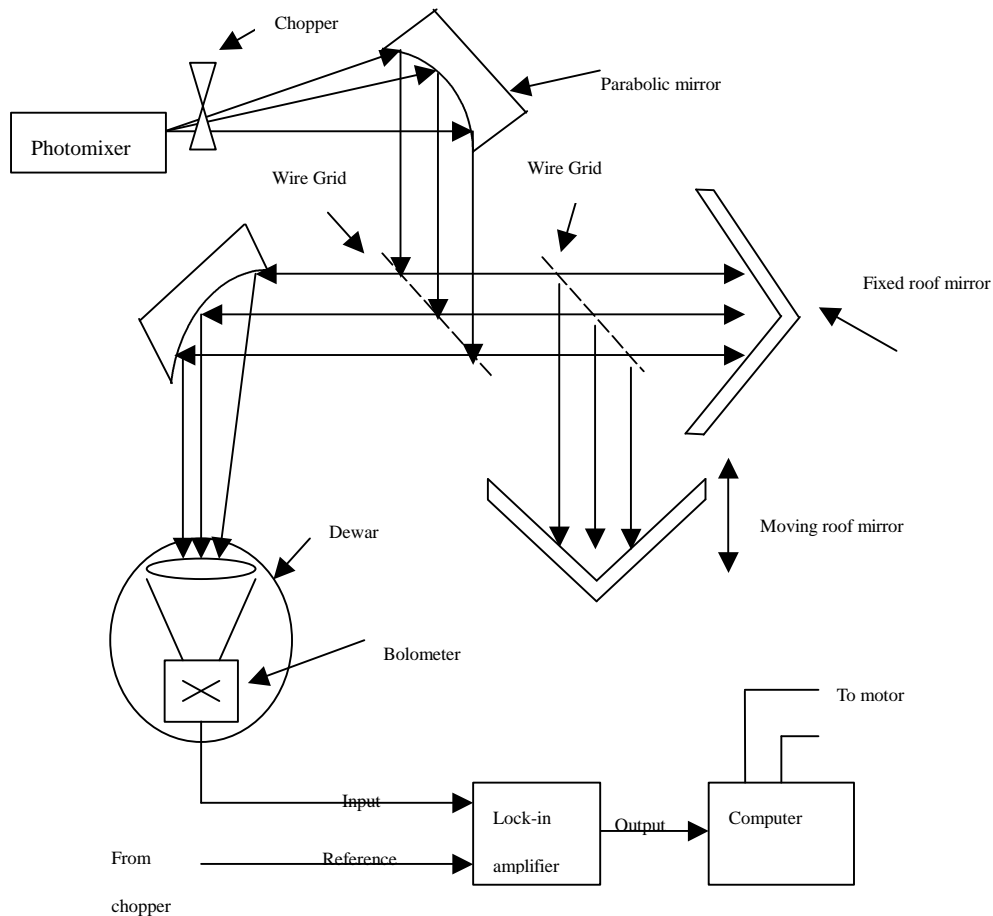 Chopper
Parabolic mirror
Photomixer
Wire Grid
Wire Grid
Fixed roof mirror
Dewar
Moving roof mirror
Bolometer
To motor
Input
Lock-in
amplifier
Output
Computer
From
chopper
Reference